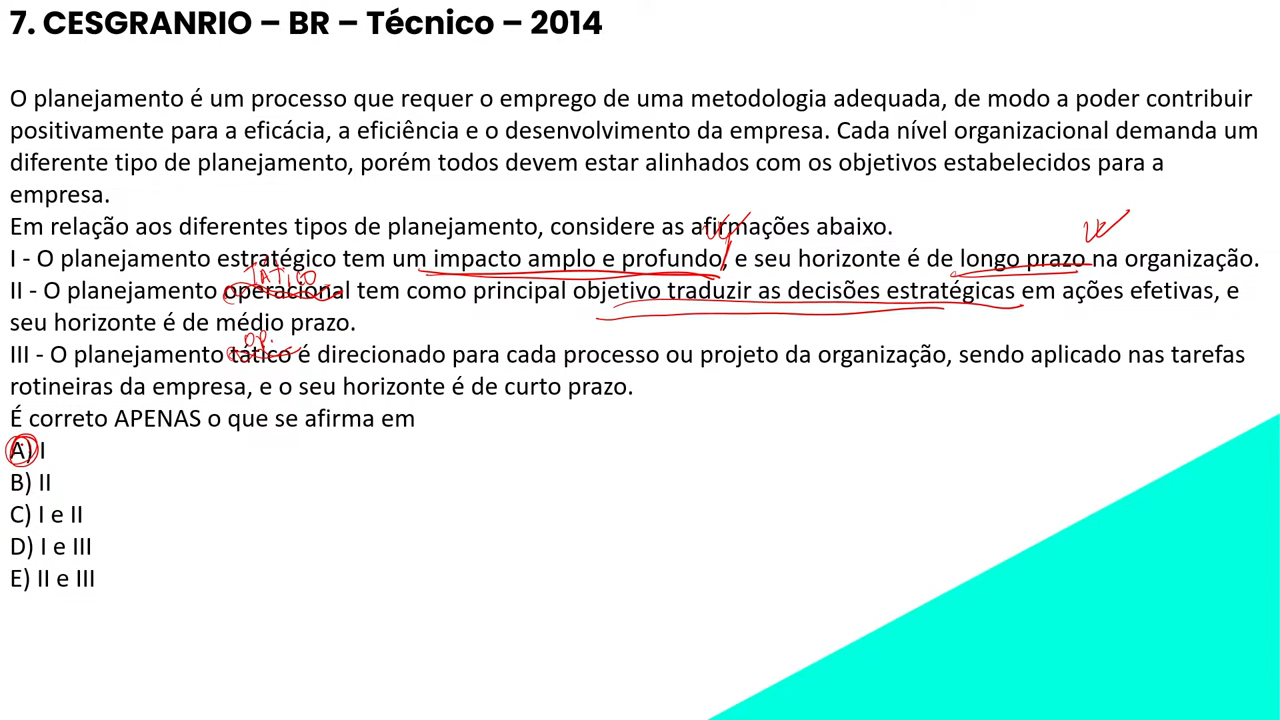 7. CESGRANRIO – BR – Técnico – 2014
O planejamento é um processo que requer o emprego de uma metodologia adequada, de modo a poder contribuir
positivamente para a eficácia, a eficiência e o desenvolvimento da empresa. Cada nível organizacional demanda um
diferente tipo de planejamento, porém todos devem estar alinhados com os objetivos estabelecidos para a
empresa.
Em relação aos diferentes tipos de planejamento, considere as afirmações abaixo.
I - O planejamento estratégico tem um impacto amplo e profundo, e seu horizonte é de longo prazo na organização.
TÁTICO
II - O planejamento operacional tem como principal objetivo traduzir as decisões estratégicas em ações efetivas, e
seu horizonte é de médio prazo.
OP.
III - O planejamento tático é direcionado para cada processo ou projeto da organização, sendo aplicado nas tarefas
rotineiras da empresa, e o seu horizonte é de curto prazo.
É correto APENAS o que se afirma em
A) I
B) II
C) I e II
D) I e III
E) II e III